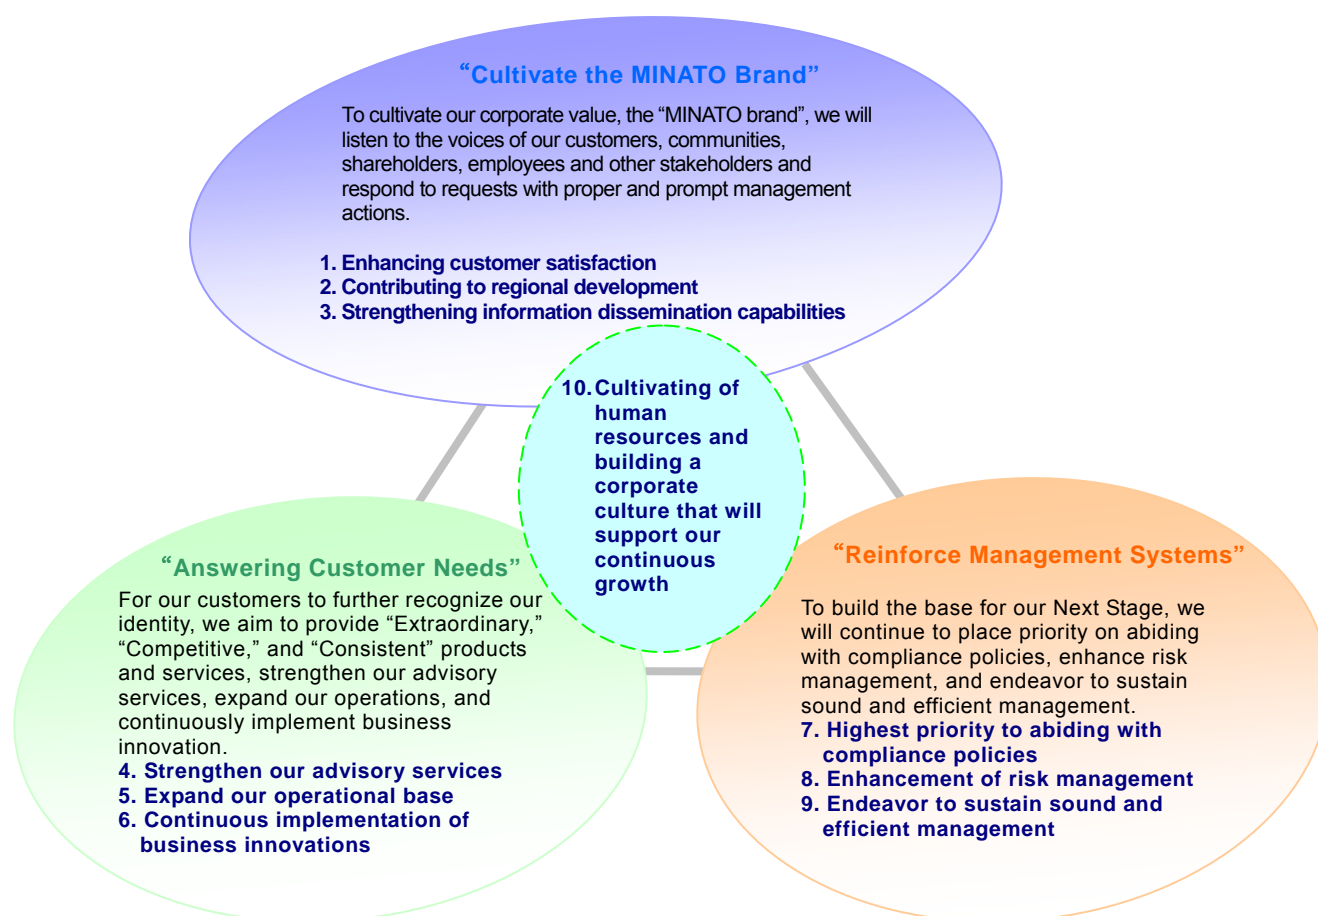 “Cultivate the MINATO Brand”
To cultivate our corporate value, the “MINATO brand”, we will
listen to the voices of our customers, communities,
shareholders, employees and other stakeholders and
respond to requests with proper and prompt management
actions.
1. Enhancing customer satisfaction
2. Contributing to regional development
3. Strengthening information dissemination capabilities
10. Cultivating of
human
resources and
building a
corporate
culture that will
support our
continuous
growth
“Answering Customer Needs”
For our customers to further recognize our
identity, we aim to provide “Extraordinary,”
“Competitive,” and “Consistent” products
and services, strengthen our advisory
services, expand our operations, and
continuously implement business
innovation.
4. Strengthen our advisory services
5. Expand our operational base
6. Continuous implementation of
business innovations
“Reinforce Management Systems”
To build the base for our Next Stage, we
will continue to place priority on abiding
with compliance policies, enhance risk
management, and endeavor to sustain
sound and efficient management.
7. Highest priority to abiding with
compliance policies
8. Enhancement of risk management
9. Endeavor to sustain sound and
efficient management